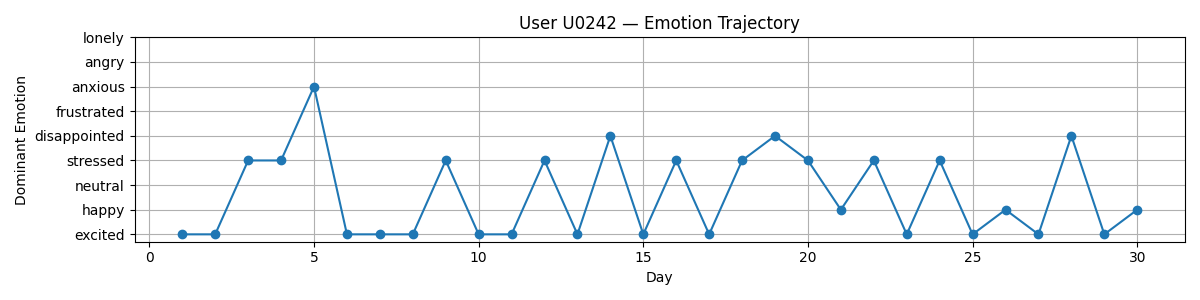 User U0242 — Emotion Trajectory
Dominant Emotion
lonely
angry
anxious
frustrated
disappointed
stressed
neutral
happy
excited
0 5 10 15 20 25 30
Day